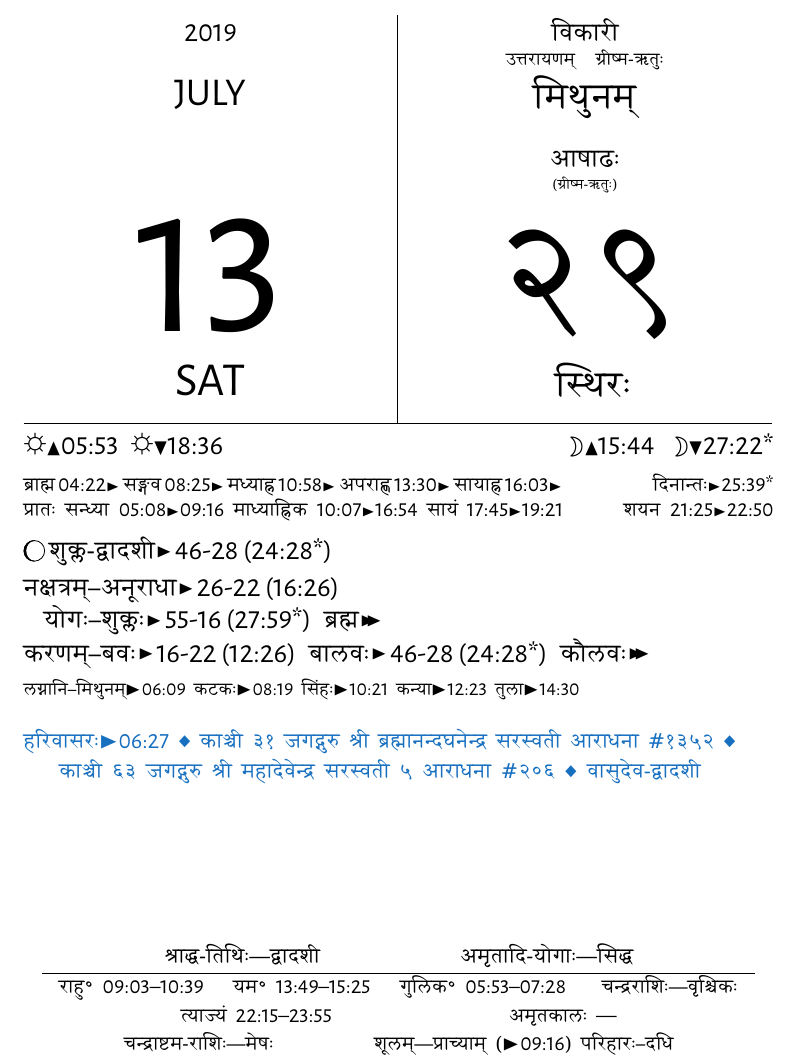 2019
JULY
13
SAT
विकारी
उत्तरायणम् ग्रीष्म-ऋतुः
मिथुनम्
आषाढः
(ग्रीष्म-ऋतुः)
२९
स्थिरः
☼▲05:53 ☼▼18:36 ☽▲15:44 ☽▼27:22*
ब्राह्म 04:22► सङ्गव 08:25► मध्याह्न 10:58► अपराह्ण 13:30► सायाह्न 16:03► दिनान्तः►25:39*
प्रातः सन्ध्या 05:08►09:16 माध्याह्निक 10:07►16:54 सायं 17:45►19:21 शयन 21:25►22:50
शुक्ल-द्वादशी► 46-28 (24:28*)
नक्षत्रम्–अनूराधा► 26-22 (16:26)
योगः–शुक्लः► 55-16 (27:59*) ब्रह्म►►
करणम्–बवः►16-22 (12:26) बालवः► 46-28 (24:28*) कौलवः►►
लग्नानि–मिथुनम्►06:09 कटकः►08:19 सिंहः►10:21 कन्या►12:23 तुला►14:30
हरिवासरः►06:27 ◆ काञ्ची ३१ जगद्गुरु श्री ब्रह्मानन्दघनेन्द्र सरस्वती आराधना #१३५२ ◆
काञ्ची ६३ जगद्गुरु श्री महादेवेन्द्र सरस्वती ५ आराधना #२०६ ◆ वासुदेव-द्वादशी
श्राद्ध-तिथिः—द्वादशी अमृतादि-योगाः—सिद्ध
राहु॰ 09:03–10:39 यम॰ 13:49–15:25 गुलिक॰ 05:53–07:28 चन्द्रराशिः—वृश्चिकः
त्याज्यं 22:15–23:55 अमृतकालः —
चन्द्राष्टम-राशिः—मेषः शूलम्—प्राच्याम् (►09:16) परिहारः–दधि